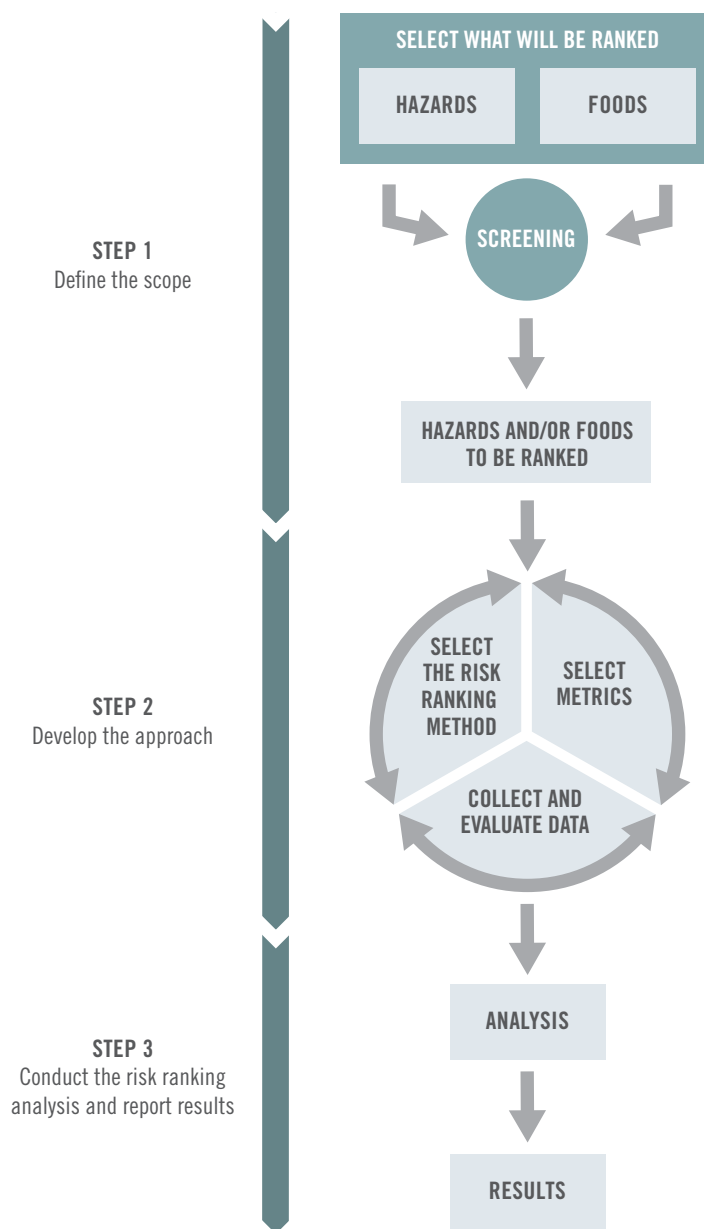 SELECT WHAT WILL BE RANKED
HAZARDS
FOODS
SCREENING
STEP 1
Define the scope
HAZARDS AND/OR FOODS
TO BE RANKED
STEP 2
Develop the approach
SELECT
THE RISK
RANKING
METHOD
SELECT
METRICS
COLLECT AND
EVALUATE DATA
STEP 3
Conduct the risk ranking
analysis and report results
ANALYSIS
RESULTS